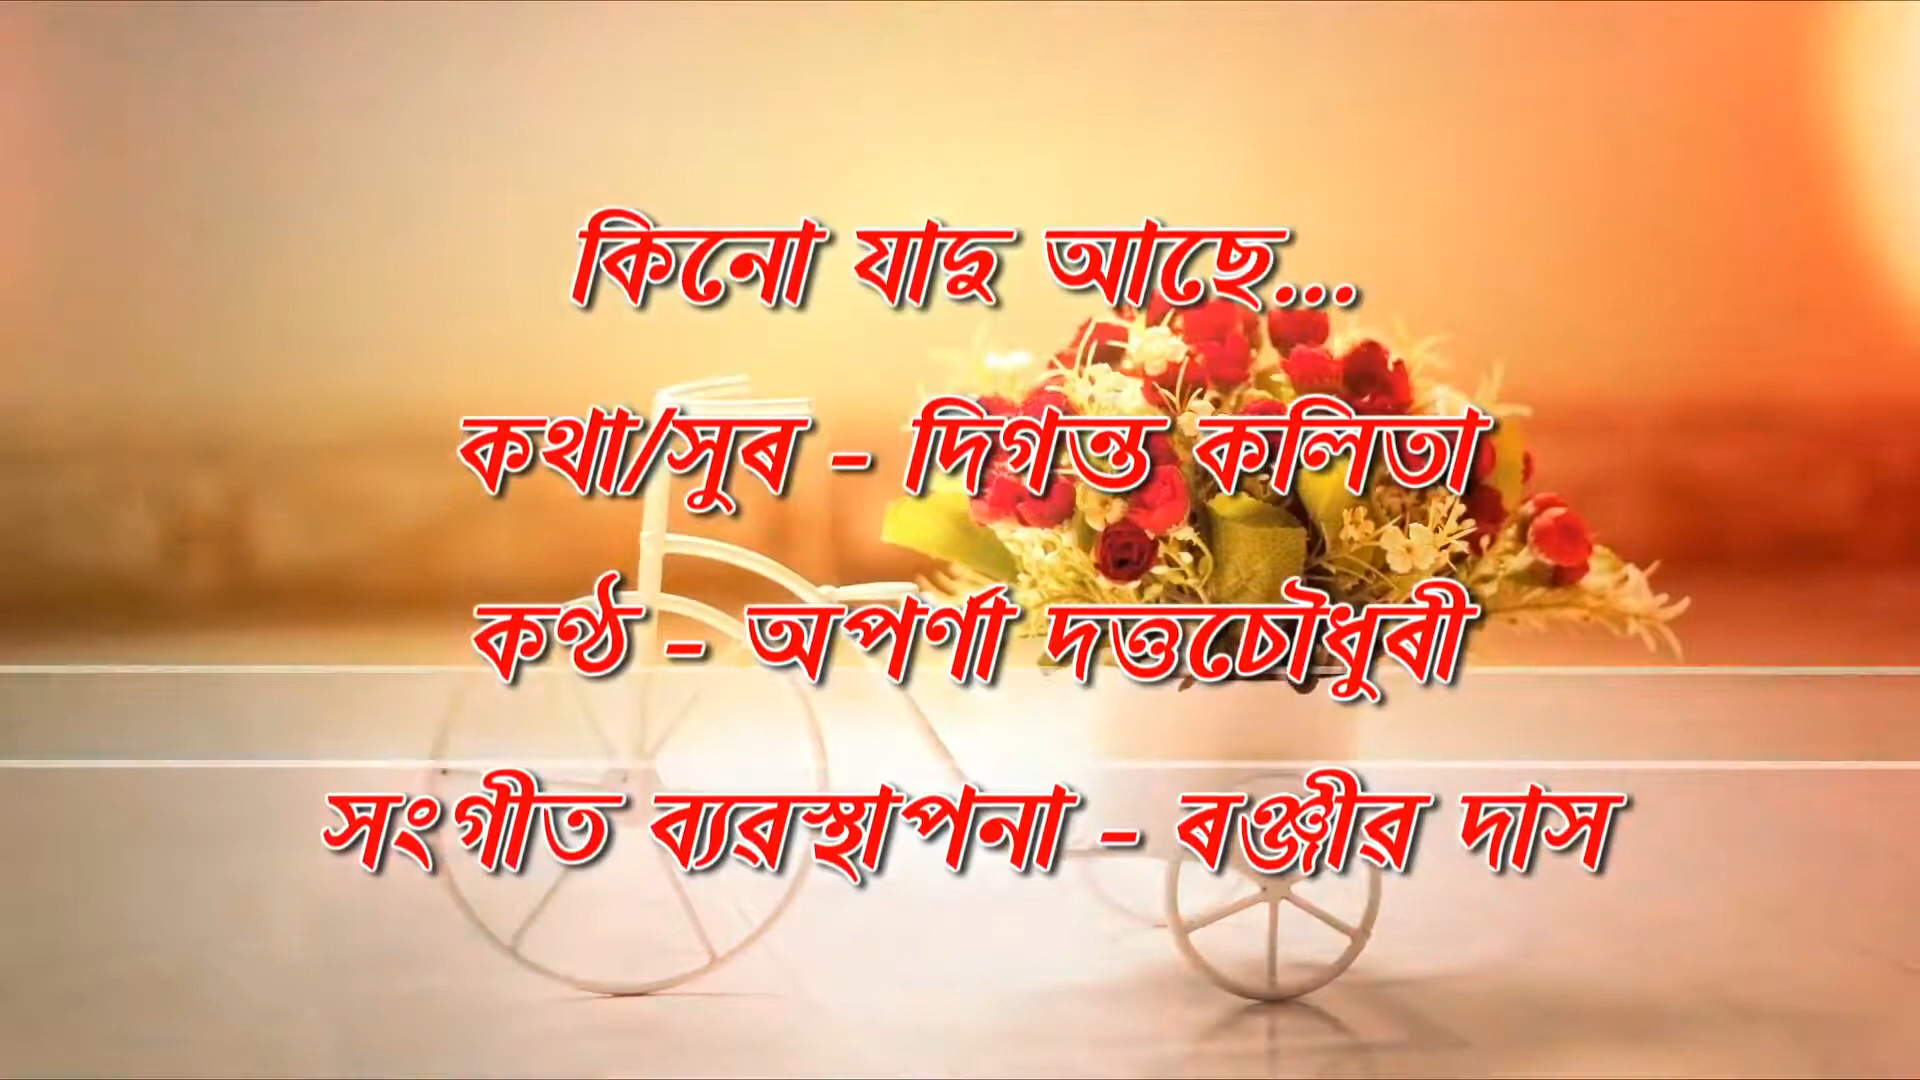 কিনো যাদু আছে...
কথা/সুৰ - দিগন্ত কলিতা
কণ্ঠ - অপৰ্ণা দত্তচৌধুৰী
সংগীত ব্যৱস্থাপনা - ৰঞ্জীৱ দাস